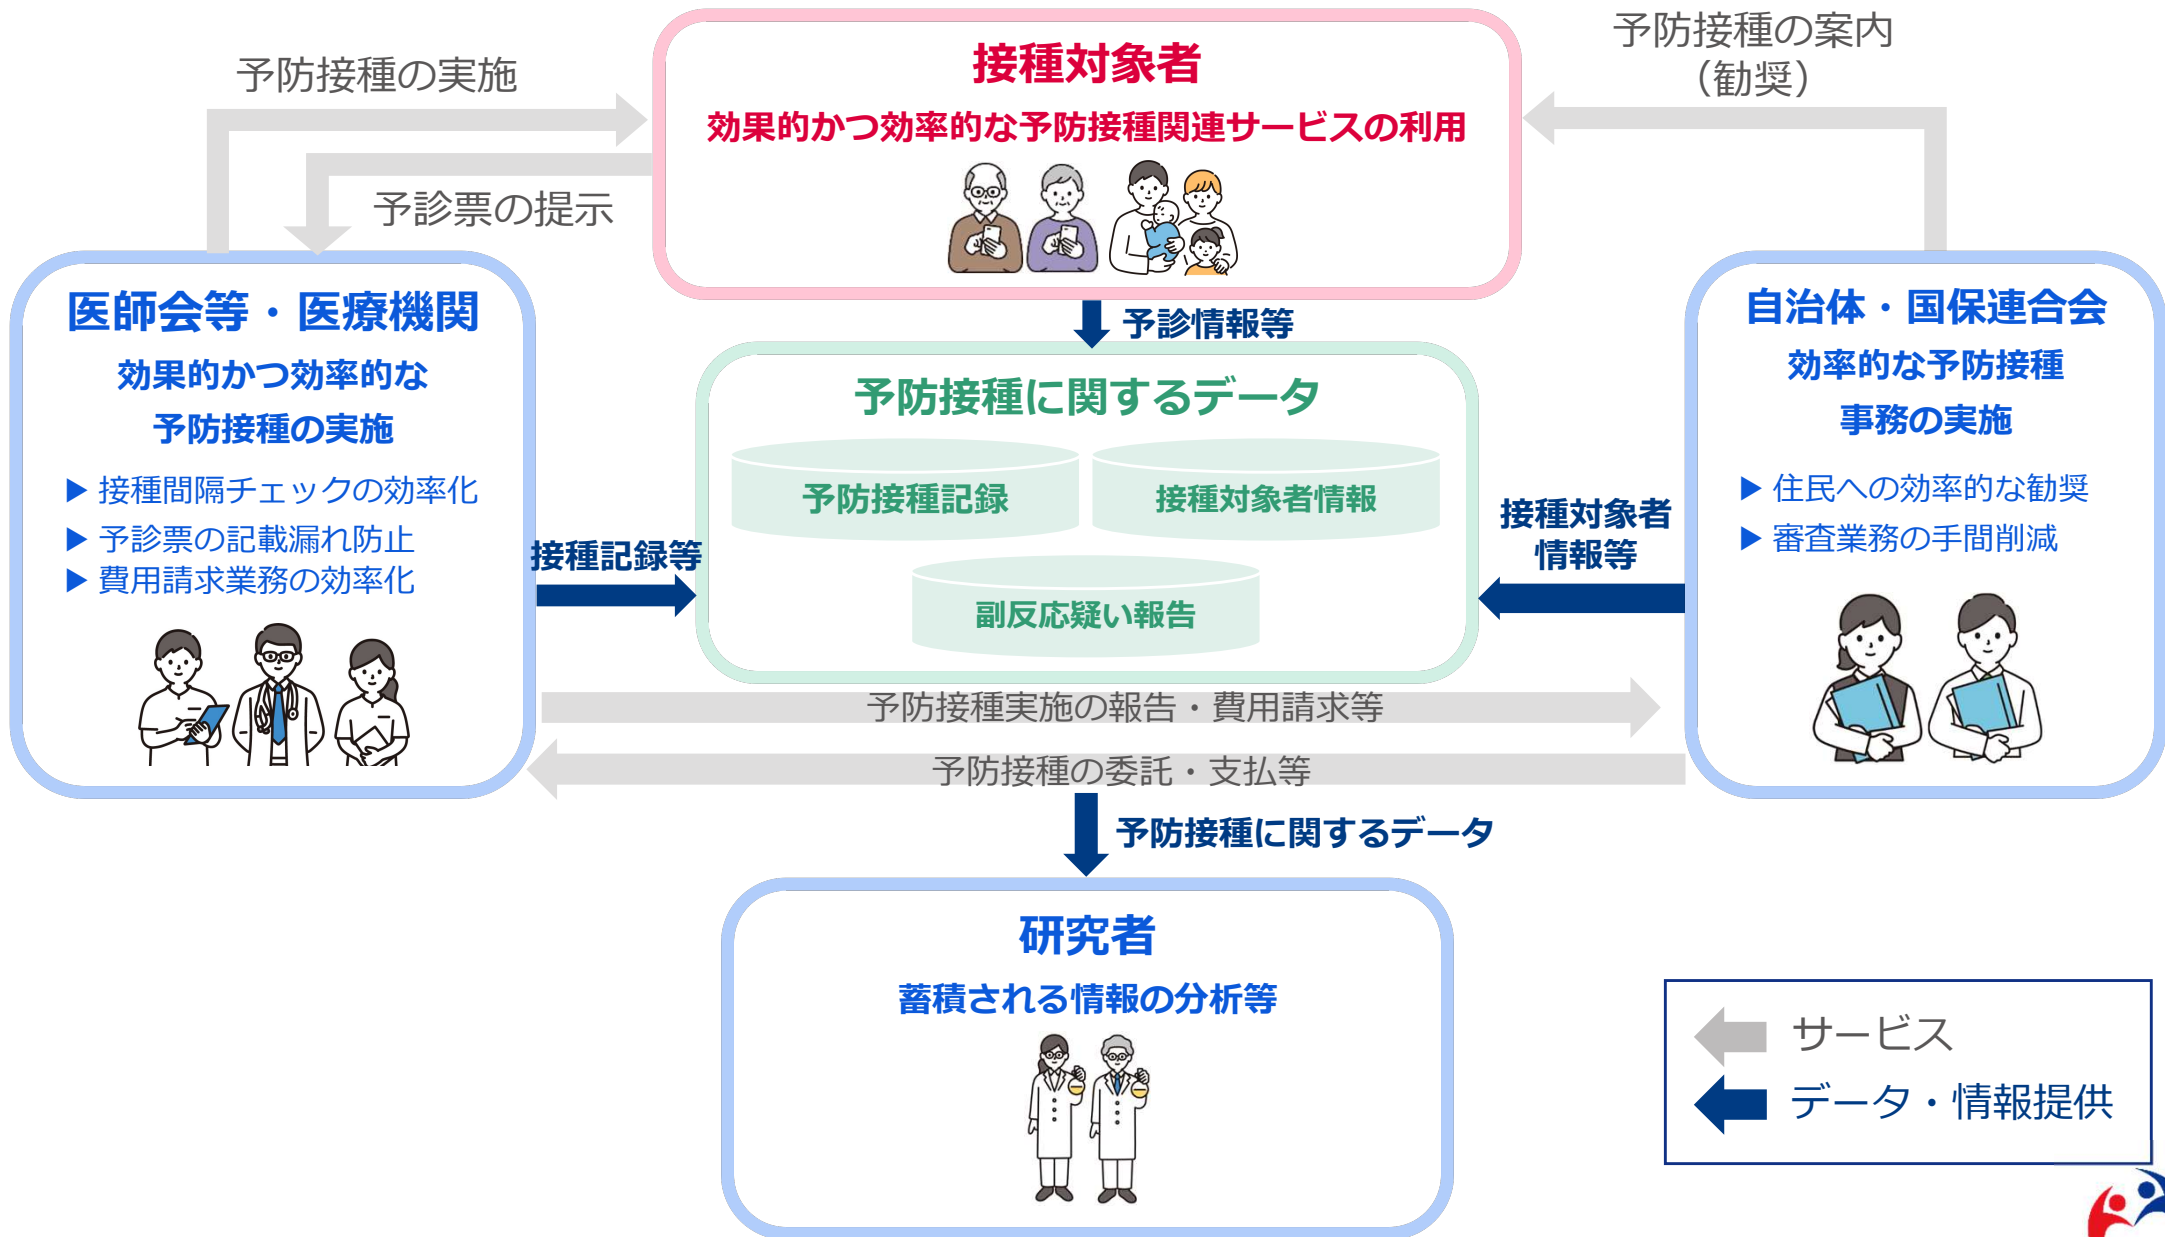 予防接種の実施
予診票の提示
接種対象者
効果的かつ効率的な予防接種関連サービスの利用
予防接種の案内
（勧奨）
医師会等・医療機関
効果的かつ効率的な
予防接種の実施
▶ 接種間隔チェックの効率化
▶ 予診票の記載漏れ防止
▶ 費用請求業務の効率化
予診情報等
予防接種に関するデータ
予防接種記録
接種対象者情報
副反応疑い報告
接種記録等
接種対象者
情報等
自治体・国保連合会
効率的な予防接種
事務の実施
▶ 住民への効率的な勧奨
▶ 審査業務の手間削減
予防接種実施の報告・費用請求等
予防接種の委託・支払等
予防接種に関するデータ
研究者
蓄積される情報の分析等
サービス
データ・情報提供